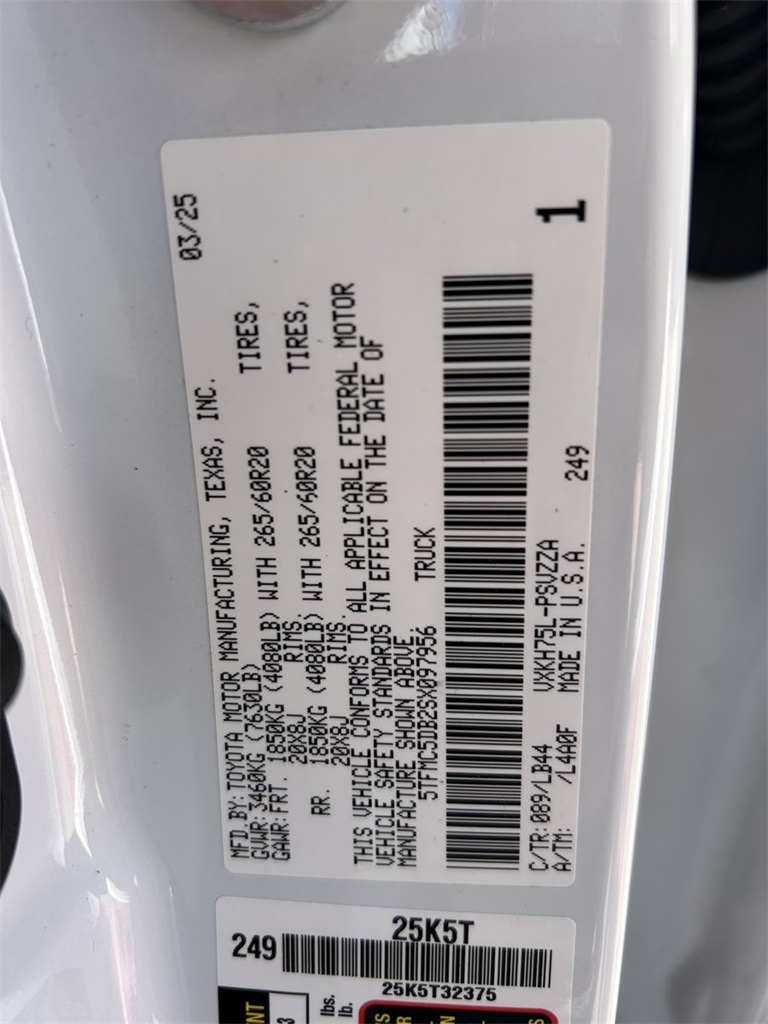 03/25
MFD.BY:TOYOTA MOTOR MANUFACTURING, TEXAS, INC.
GVWR:3460KG (7630LB)
GAWR:FRT. 1850KG (4080LB) WITH 265/60R20 TIRES,
20X8J RIMS.
RR. 1850KG (4080LB) WITH 265/60R20 TIRES,
20X8J RIMS.
THIS VEHICLE CONFORMS TO ALL APPLICABLE FEDERAL MOTOR
VEHICLE SAFETY STANDARDS IN EFFECT ON THE DATE OF
MANUFACTURE SHOWN ABOVE.
5TFMC5DB2SX097956 TRUCK
1
C/TR:089/LB44 VXKH75L-PSVZZA
A/TM: /L4A0F MADE IN U.S.A. 249
25K5T
249
25K5T32375
lbs.
lb.